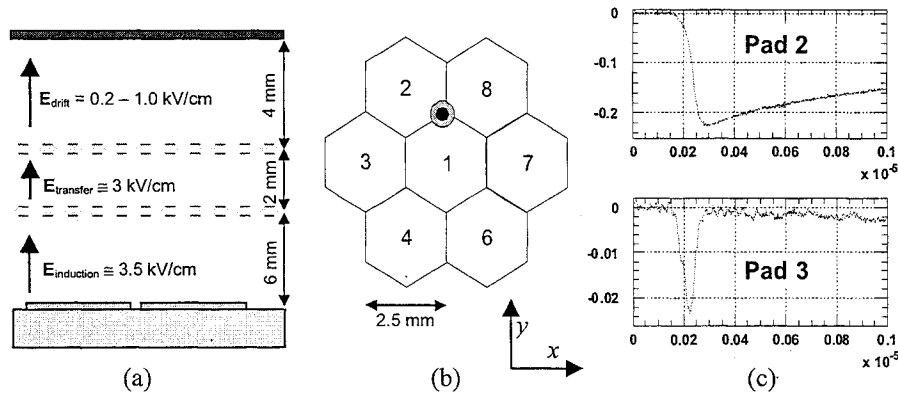 E drift = 0.2 – 1.0 kV/cm
4 mm
E transfer ≅ 3 kV/cm
2 mm
E induction ≅ 3.5 kV/cm
6 mm
(a)
2
8
3
1
7
4
6
2.5 mm
y
x
(b)
0
-0.1
-0.2
Pad 2
0 0.02 0.04 0.06 0.08 0.1
x 10⁻⁵
0
-0.01
-0.02
Pad 3
0 0.02 0.04 0.06 0.08 0.1
x 10⁻⁵
(c)